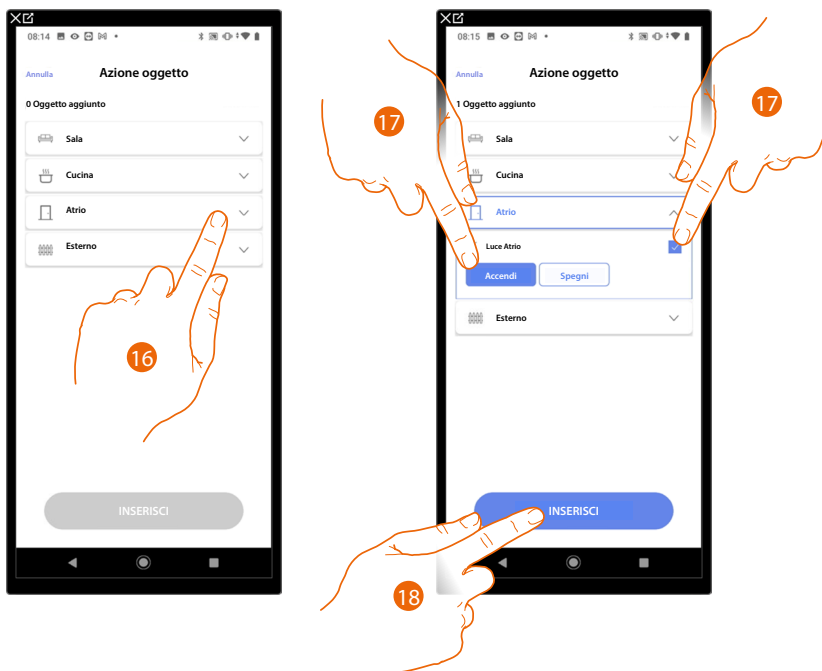 08:14
Annulla Azione oggetto
0 Oggetto aggiunto
Sala
Cucina
Atrio
Esterno
16
INSERISCI
08:15
Annulla Azione oggetto
1 Oggetto aggiunto
17
17
Sala
Cucina
Atrio
Luce Atrio
Accendi Spegni
Esterno
INSERISCI
18